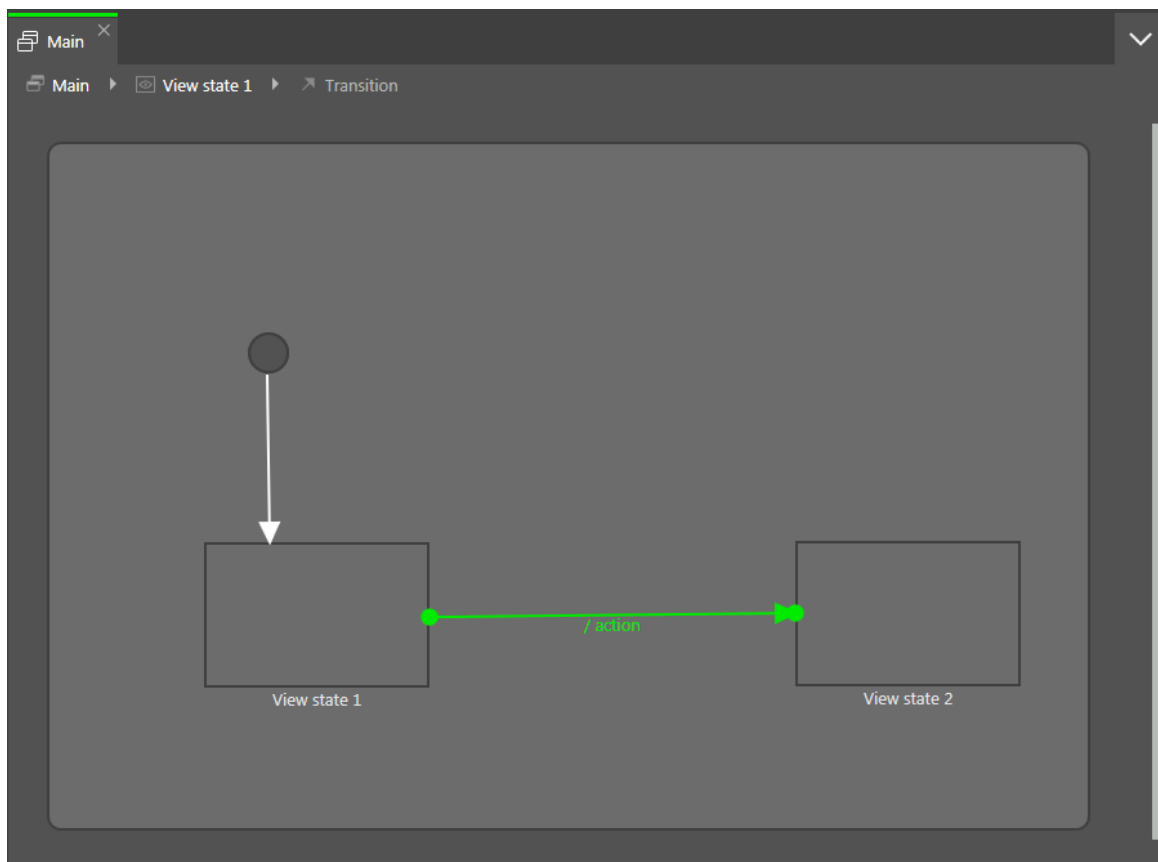 Main
Main View state 1 Transition
/ action
View state 1
View state 2